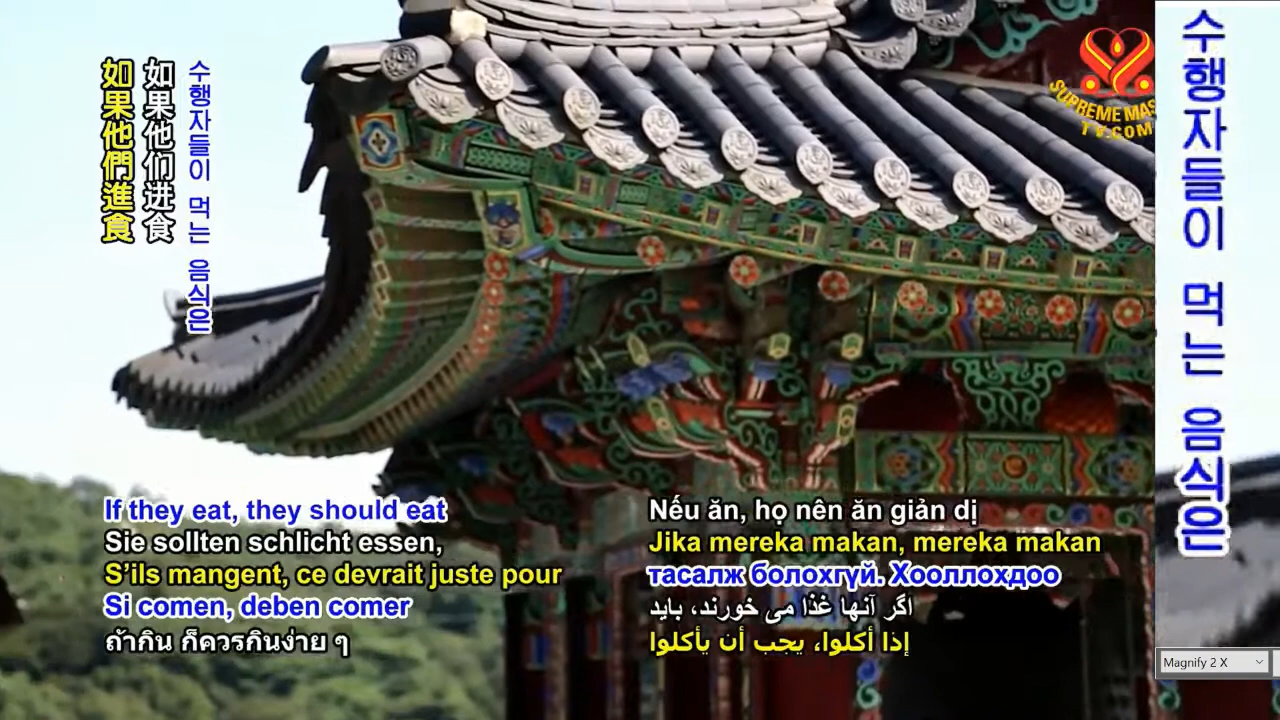 如果他們進食
如果他们进食
수행자들이 먹는 음식은
SUPREME MAS
TV.COM
수행자들이 먹는 음식은
If they eat, they should eat
Sie sollten schlicht essen,
S'ils mangent, ce devrait juste pour
Si comen, deben comer
ถ้ากิน ก็ควรกินง่าย ๆ
Nếu ăn, họ nên ăn giản dị
Jika mereka makan, mereka makan
тасалж болохгүй. Хооллохдоо
اگر آنها غذا می خورند، باید
إذا أكلوا، يجب أن يأكلوا
Magnify 2 X